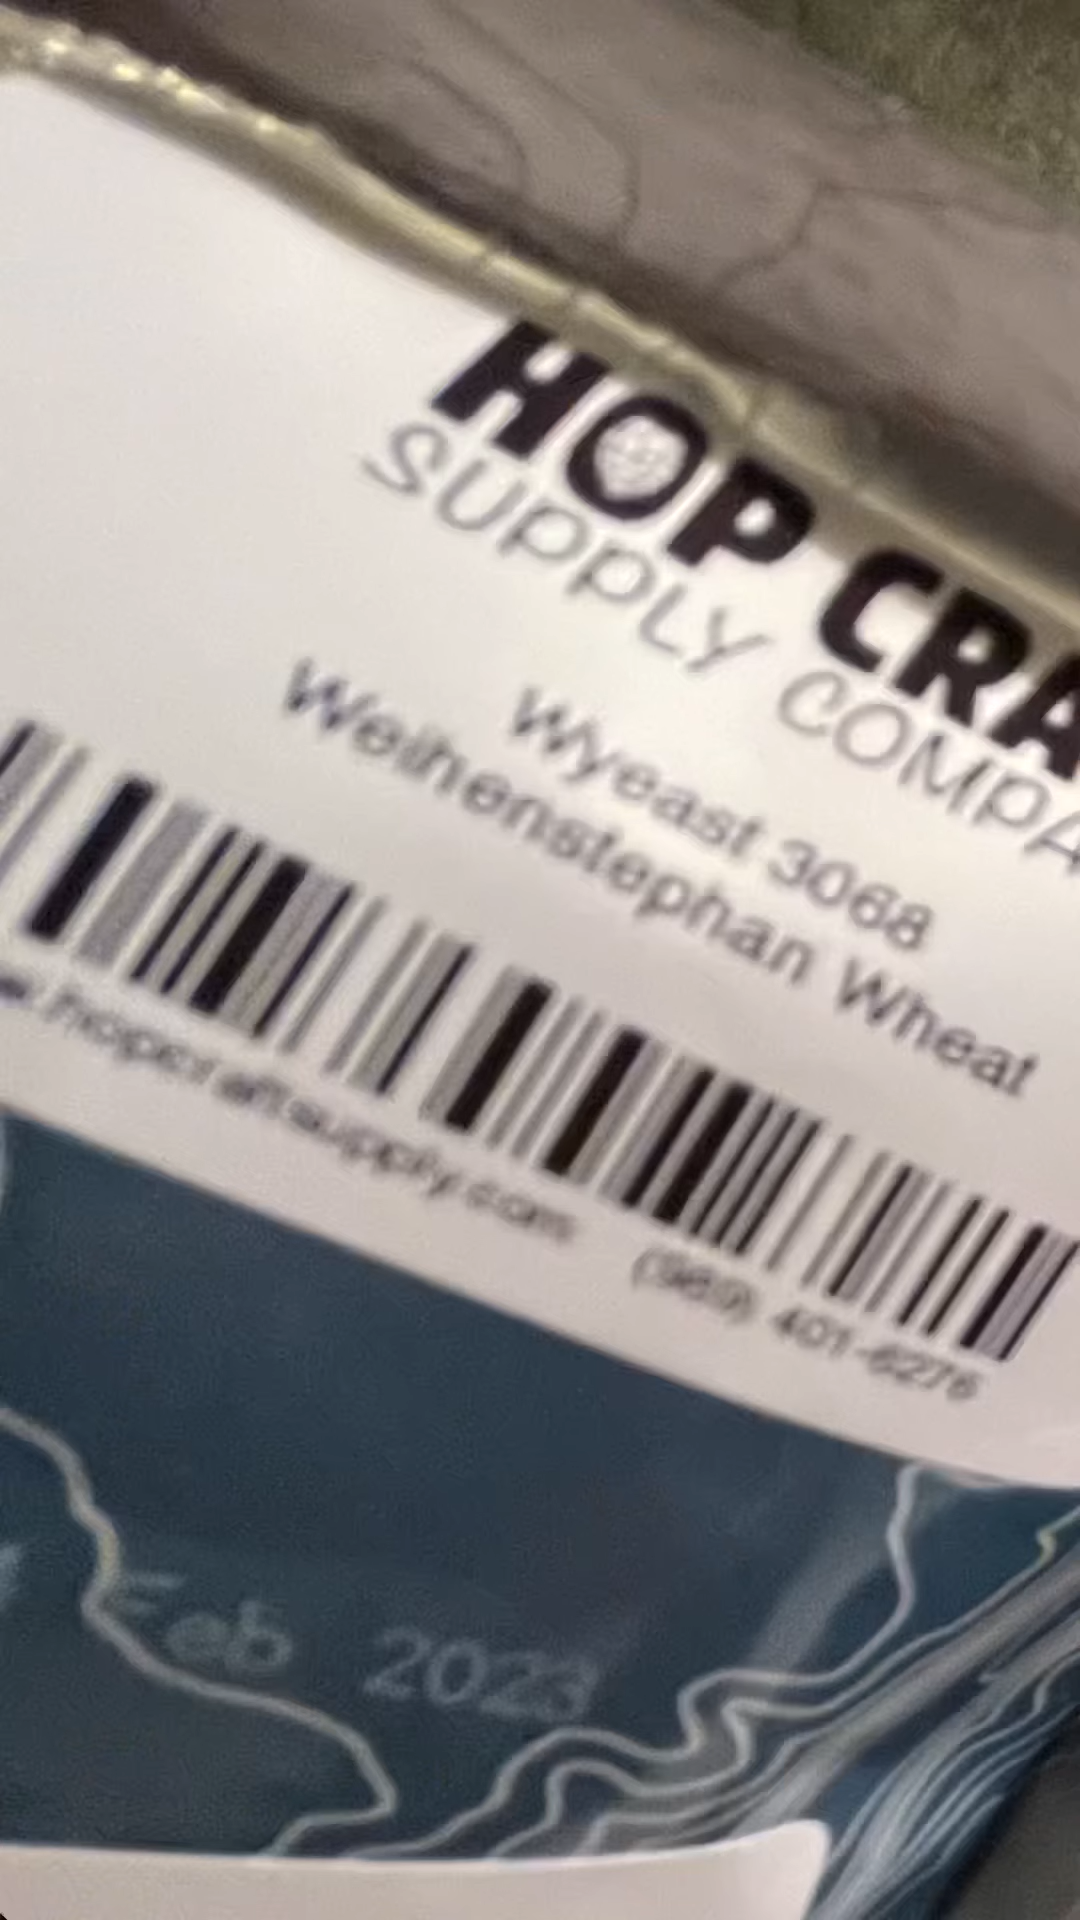 HOP CRA
SUPPLY COMPA
Wyeast 3068
Weihenstephan Wheat
hopcraftsupply.com (989) 401-6276
Feb 2023